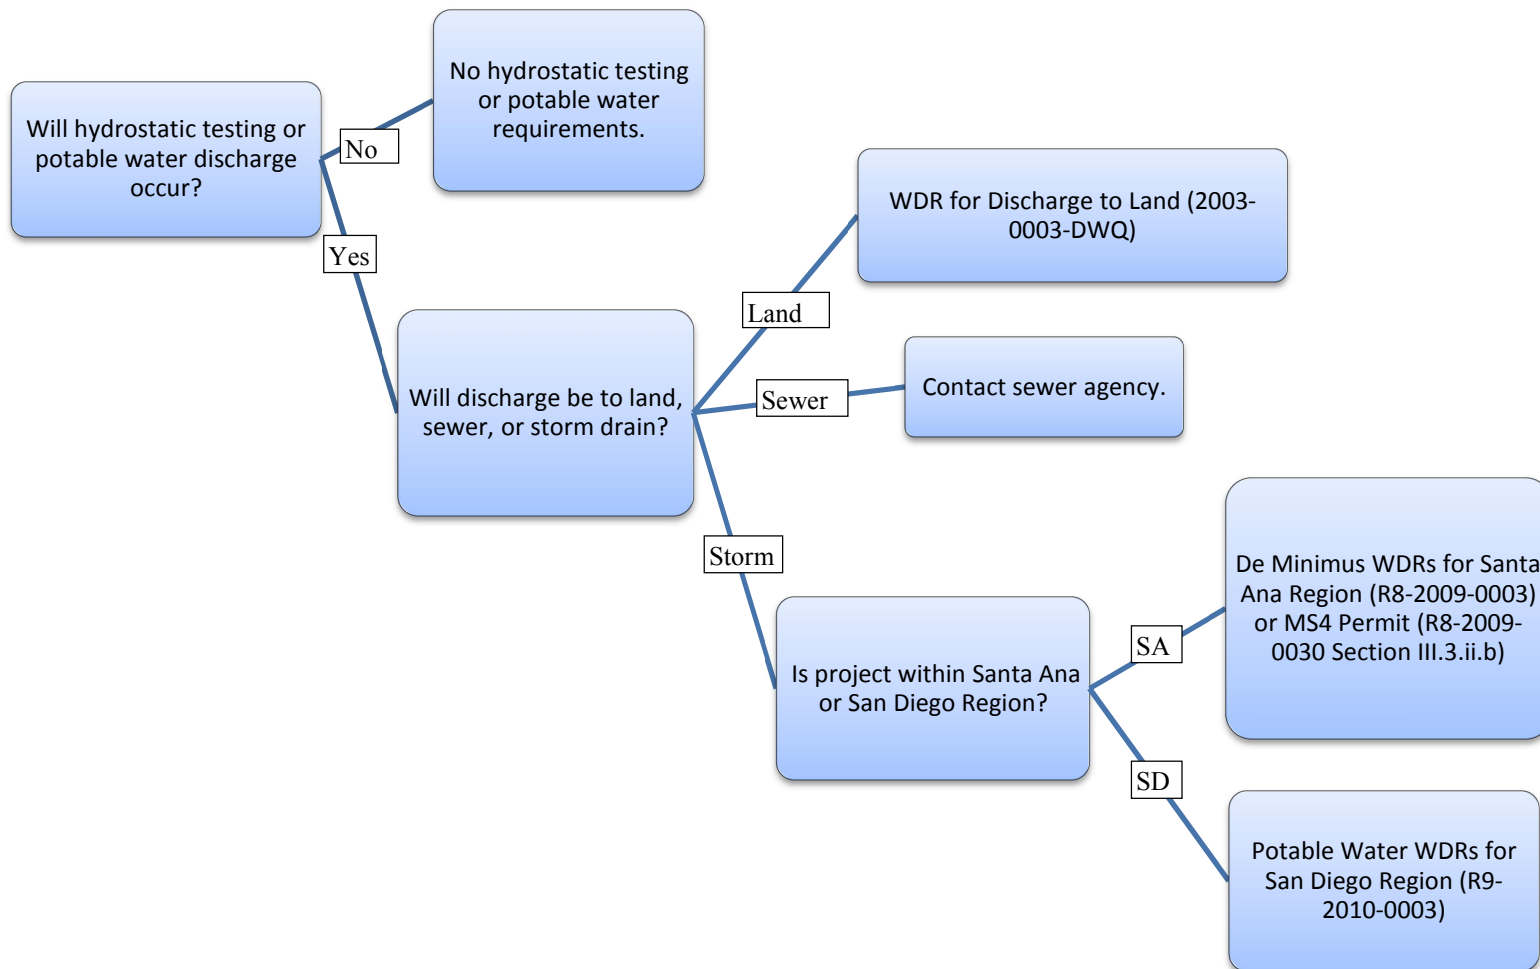 Will hydrostatic testing or
potable water discharge
occur?
No
No hydrostatic testing
or potable water
requirements.
Yes
Will discharge be to land,
sewer, or storm drain?
Land
WDR for Discharge to Land (2003-
0003-DWQ)
Sewer
Contact sewer agency.
Storm
Is project within Santa Ana
or San Diego Region?
SA
De Minimus WDRs for Santa
Ana Region (R8-2009-0003)
or MS4 Permit (R8-2009-
0030 Section III.3.ii.b)
SD
Potable Water WDRs for
San Diego Region (R9-
2010-0003)